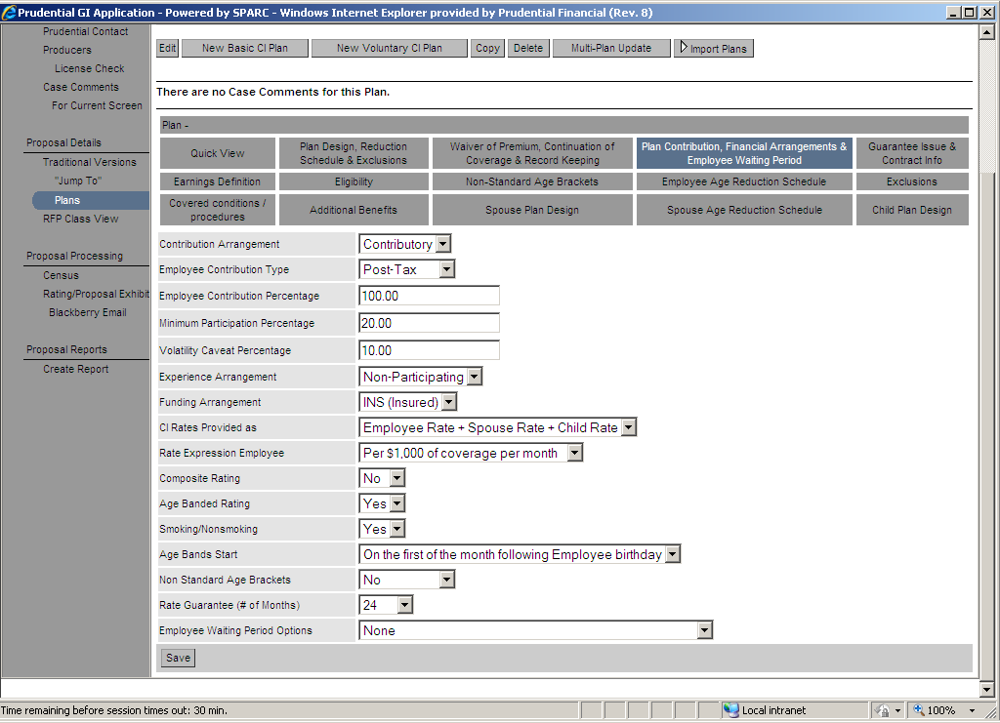 Prudential GI Application - Powered by SPARC - Windows Internet Explorer provided by Prudential Financial (Rev. 8)
Prudential Contact
Producers
License Check
Case Comments
For Current Screen
Proposal Details
Traditional Versions
"Jump To"
Plans
RFP Class View
Proposal Processing
Census
Rating/Proposal Exhibit
Blackberry Email
Proposal Reports
Create Report
Edit New Basic CI Plan New Voluntary CI Plan Copy Delete Multi-Plan Update Import Plans
There are no Case Comments for this Plan.
Plan -
Quick View
Plan Design, Reduction
Schedule & Exclusions
Waiver of Premium, Continuation of
Coverage & Record Keeping
Plan Contribution, Financial Arrangements &
Employee Waiting Period
Guarantee Issue &
Contract Info
Earnings Definition Eligibility Non-Standard Age Brackets Employee Age Reduction Schedule Exclusions
Covered conditions /
procedures
Additional Benefits Spouse Plan Design Spouse Age Reduction Schedule Child Plan Design
Contribution Arrangement Contributory
Employee Contribution Type Post-Tax
Employee Contribution Percentage 100.00
Minimum Participation Percentage 20.00
Volatility Caveat Percentage 10.00
Experience Arrangement Non-Participating
Funding Arrangement INS (Insured)
CI Rates Provided as Employee Rate + Spouse Rate + Child Rate
Rate Expression Employee Per $1,000 of coverage per month
Composite Rating No
Age Banded Rating Yes
Smoking/Nonsmoking Yes
Age Bands Start On the first of the month following Employee birthday
Non Standard Age Brackets No
Rate Guarantee (# of Months) 24
Employee Waiting Period Options None
Save
Time remaining before session times out: 30 min. Local intranet 100%